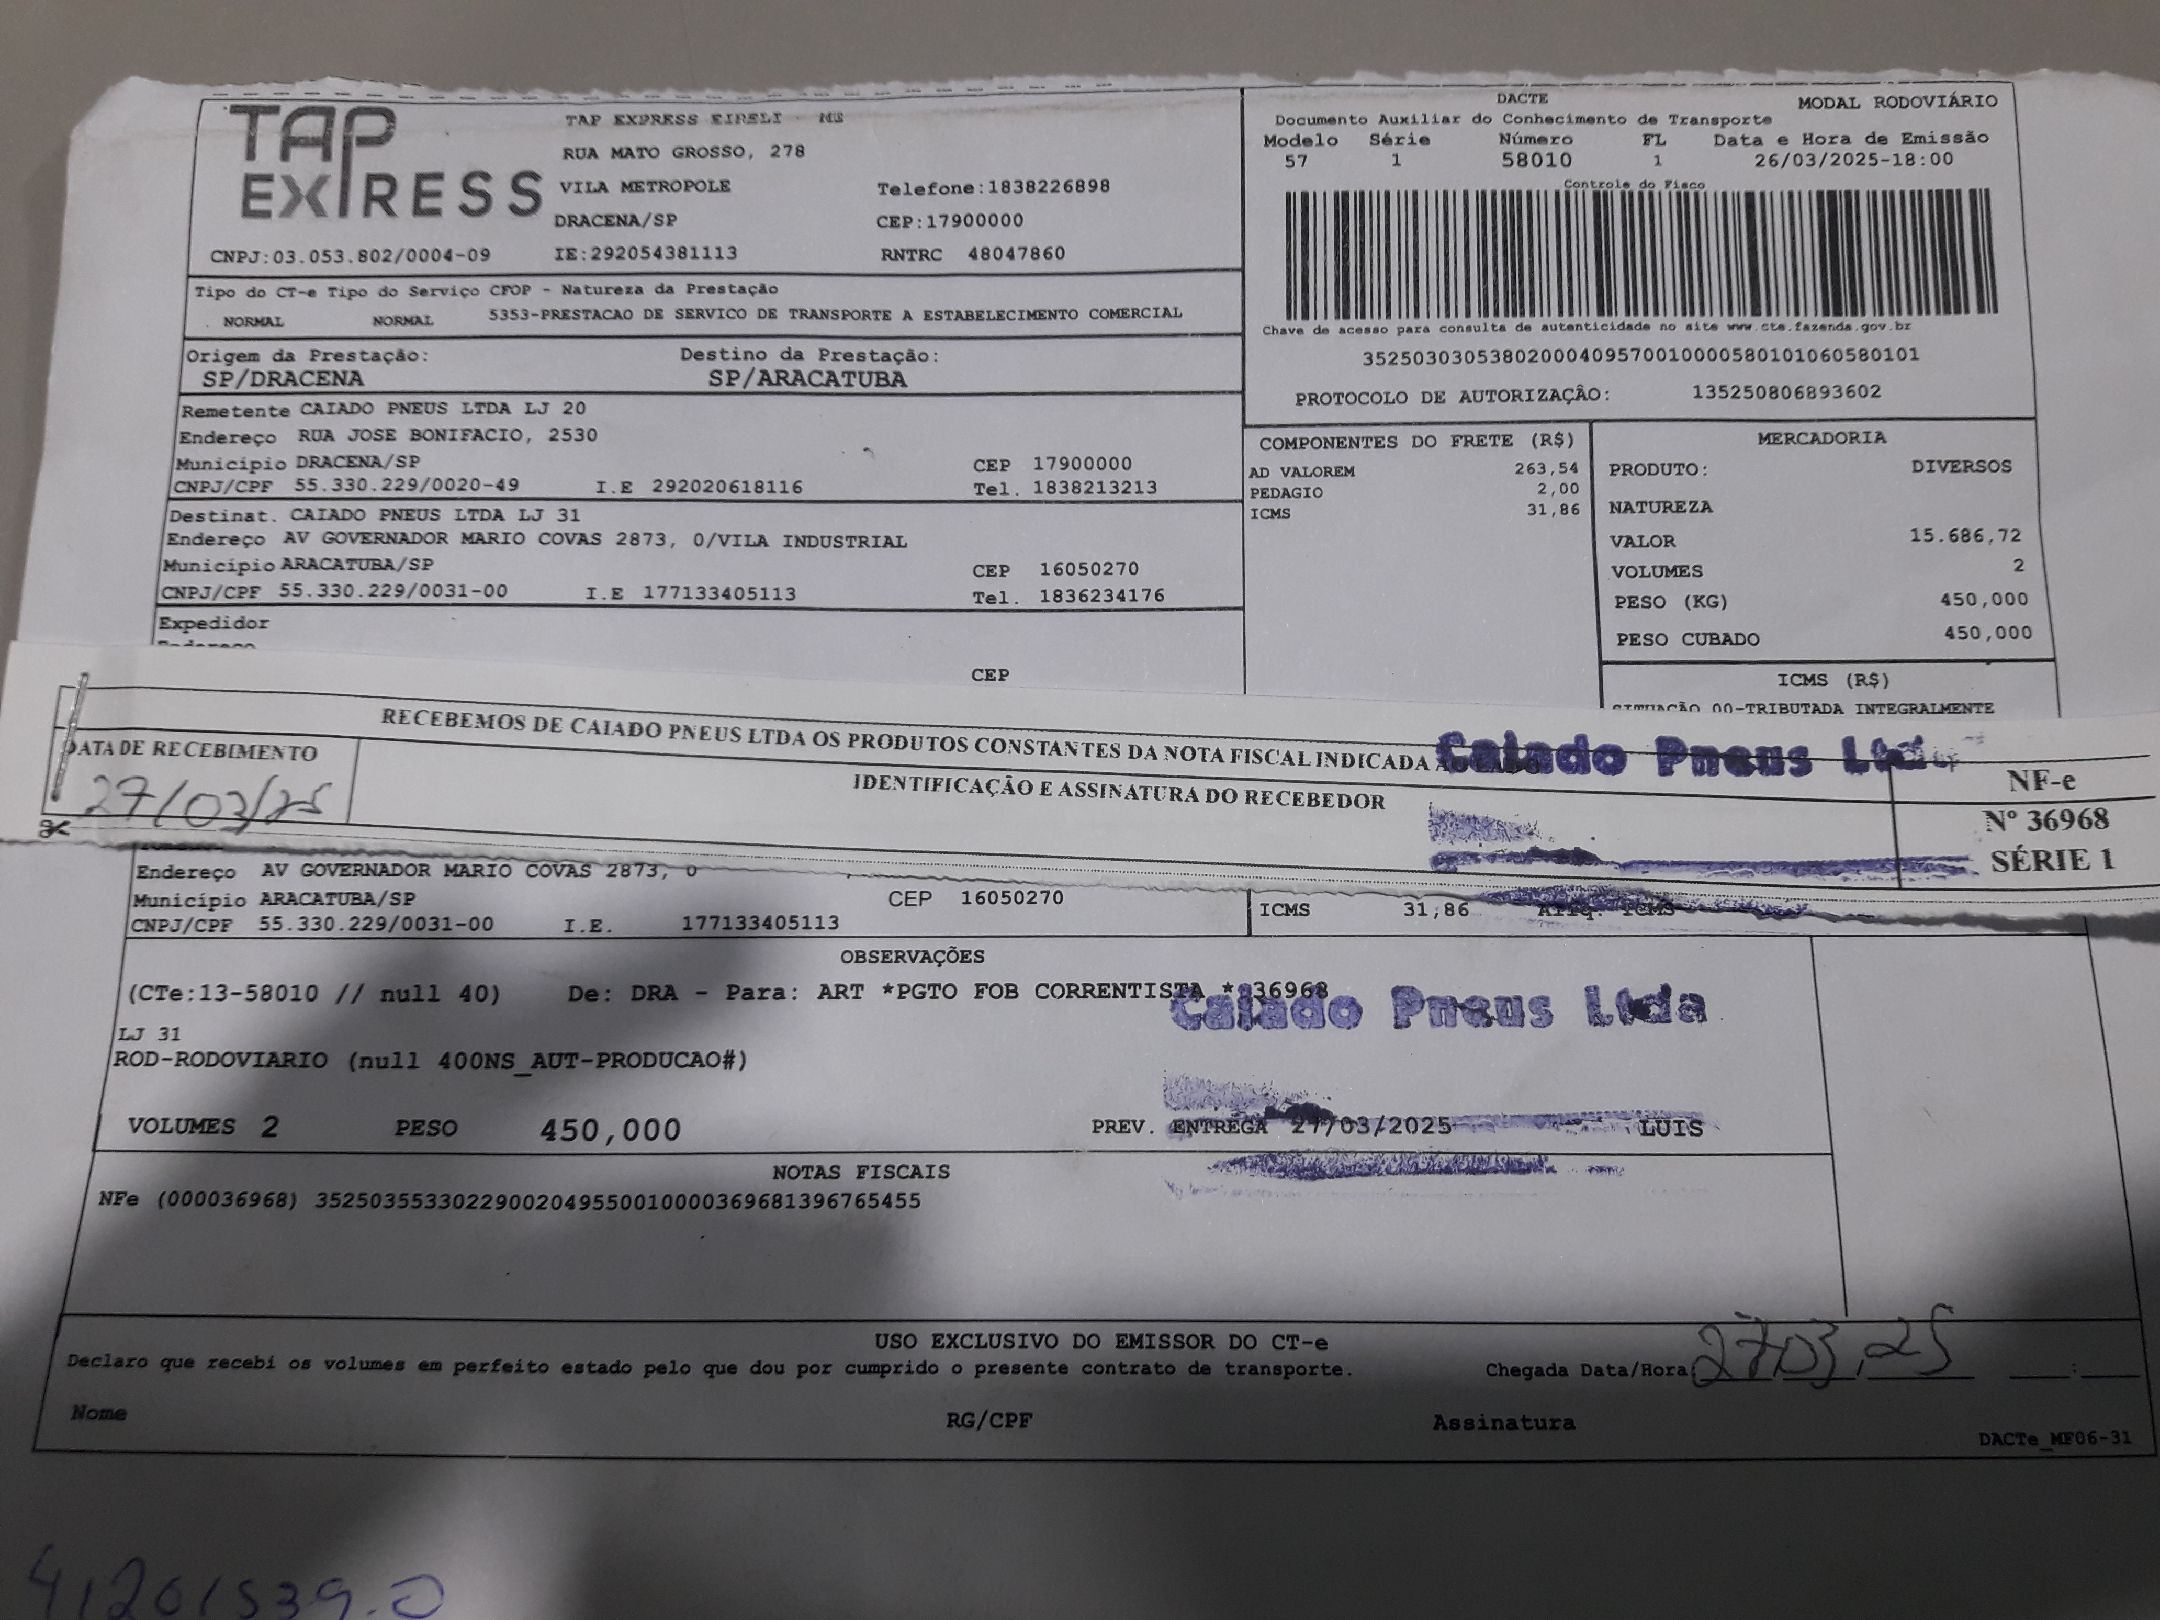 TAP EXPRESS
TAP EXPRESS EIRELI - ME
RUA MATO GROSSO, 278
VILA METROPOLE Telefone:1838226898
DRACENA/SP CEP:17900000
CNPJ:03.053.802/0004-09 IE:292054381113 RNTRC 48047860
DACTE MODAL RODOVIÁRIO
Documento Auxiliar do Conhecimento de Transporte
Modelo Série Número FL Data e Hora de Emissão
57 1 58010 1 26/03/2025-18:00
Controle do Fisco
Chave de acesso para consulta de autenticidade no site www.cte.fazenda.gov.br
35250303053802000409570010000580101060580101
PROTOCOLO DE AUTORIZAÇÂO: 135250806893602
Tipo do CT-e Tipo do Serviço CFOP - Natureza da Prestação
NORMAL NORMAL 5353-PRESTACAO DE SERVICO DE TRANSPORTE A ESTABELECIMENTO COMERCIAL
Origem da Prestação: Destino da Prestação:
SP/DRACENA SP/ARACATUBA
Remetente CAIADO PNEUS LTDA LJ 20
Endereço RUA JOSE BONIFACIO, 2530
Município DRACENA/SP CEP 17900000
CNPJ/CPF 55.330.229/0020-49 I.E 292020618116 Tel. 1838213213
Destinat. CAIADO PNEUS LTDA LJ 31
Endereço AV GOVERNADOR MARIO COVAS 2873, 0/VILA INDUSTRIAL
Município ARACATUBA/SP CEP 16050270
CNPJ/CPF 55.330.229/0031-00 I.E 177133405113 Tel. 1836234176
Expedidor
Endereço
CEP
COMPONENTES DO FRETE (R$)
AD VALOREM 263,54
PEDAGIO 2,00
ICMS 31,86
MERCADORIA
PRODUTO: DIVERSOS
NATUREZA
VALOR 15.686,72
VOLUMES 2
PESO (KG) 450,000
PESO CUBADO 450,000
ICMS (R$)
SITUAÇÃO 00-TRIBUTADA INTEGRALMENTE
RECEBEMOS DE CAIADO PNEUS LTDA OS PRODUTOS CONSTANTES DA NOTA FISCAL INDICADA AO LADO
Caiado Pneus Ltda
DATA DE RECEBIMENTO
27/03/25
IDENTIFICAÇÃO E ASSINATURA DO RECEBEDOR
NF-e
Nº 36968
SÉRIE 1
Endereço AV GOVERNADOR MARIO COVAS 2873, 0
Município ARACATUBA/SP CEP 16050270
CNPJ/CPF 55.330.229/0031-00 I.E. 177133405113
ICMS 31,86 Aliq. ICMS
OBSERVAÇÕES
(CTe:13-58010 // null 40) De: DRA - Para: ART *PGTO FOB CORRENTISTA * 36968
Caiado Pneus Ltda
LJ 31
ROD-RODOVIARIO (null 400NS_AUT-PRODUCAO#)
VOLUMES 2 PESO 450,000 PREV. ENTREGA 27/03/2025 LUIS
NOTAS FISCAIS
NFe (000036968) 35250355330229002049550010000369681396765455
USO EXCLUSIVO DO EMISSOR DO CT-e
Declaro que recebi os volumes em perfeito estado pelo que dou por cumprido o presente contrato de transporte. Chegada Data/Hora 27,03,25 :
Nome RG/CPF Assinatura
DACTe_MF06-31
41201539.0